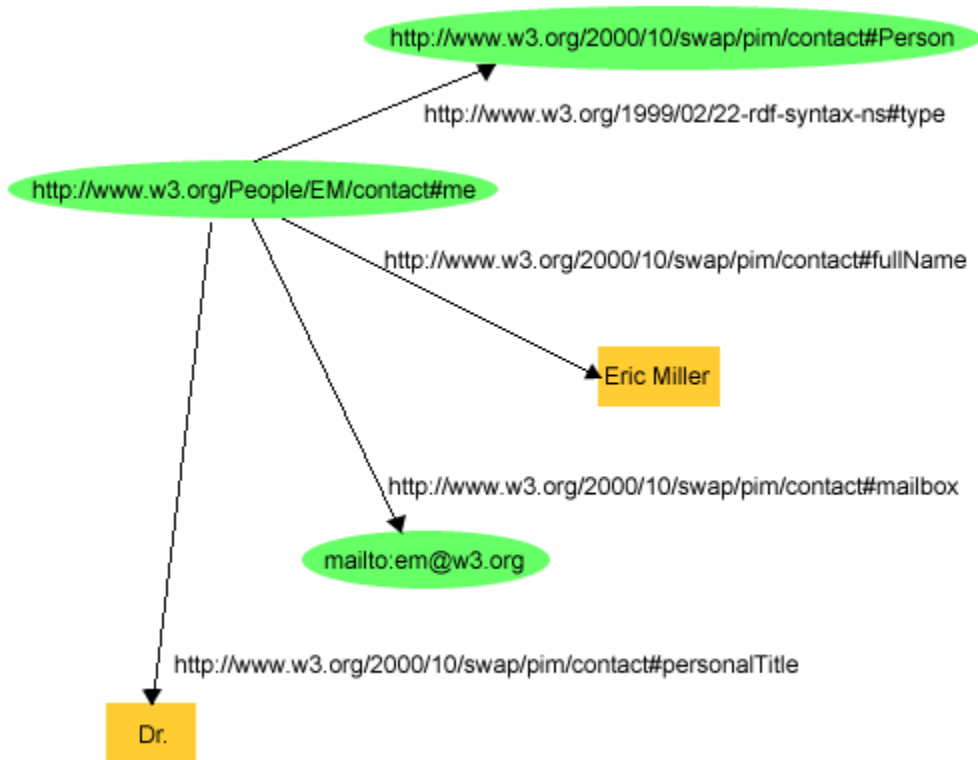 http://www.w3.org/2000/10/swap/pim/contact#Person
http://www.w3.org/1999/02/22-rdf-syntax-ns#type
http://www.w3.org/People/EM/contact#me
http://www.w3.org/2000/10/swap/pim/contact#fullName
Eric Miller
http://www.w3.org/2000/10/swap/pim/contact#mailbox
mailto:em@w3.org
http://www.w3.org/2000/10/swap/pim/contact#personalTitle
Dr.